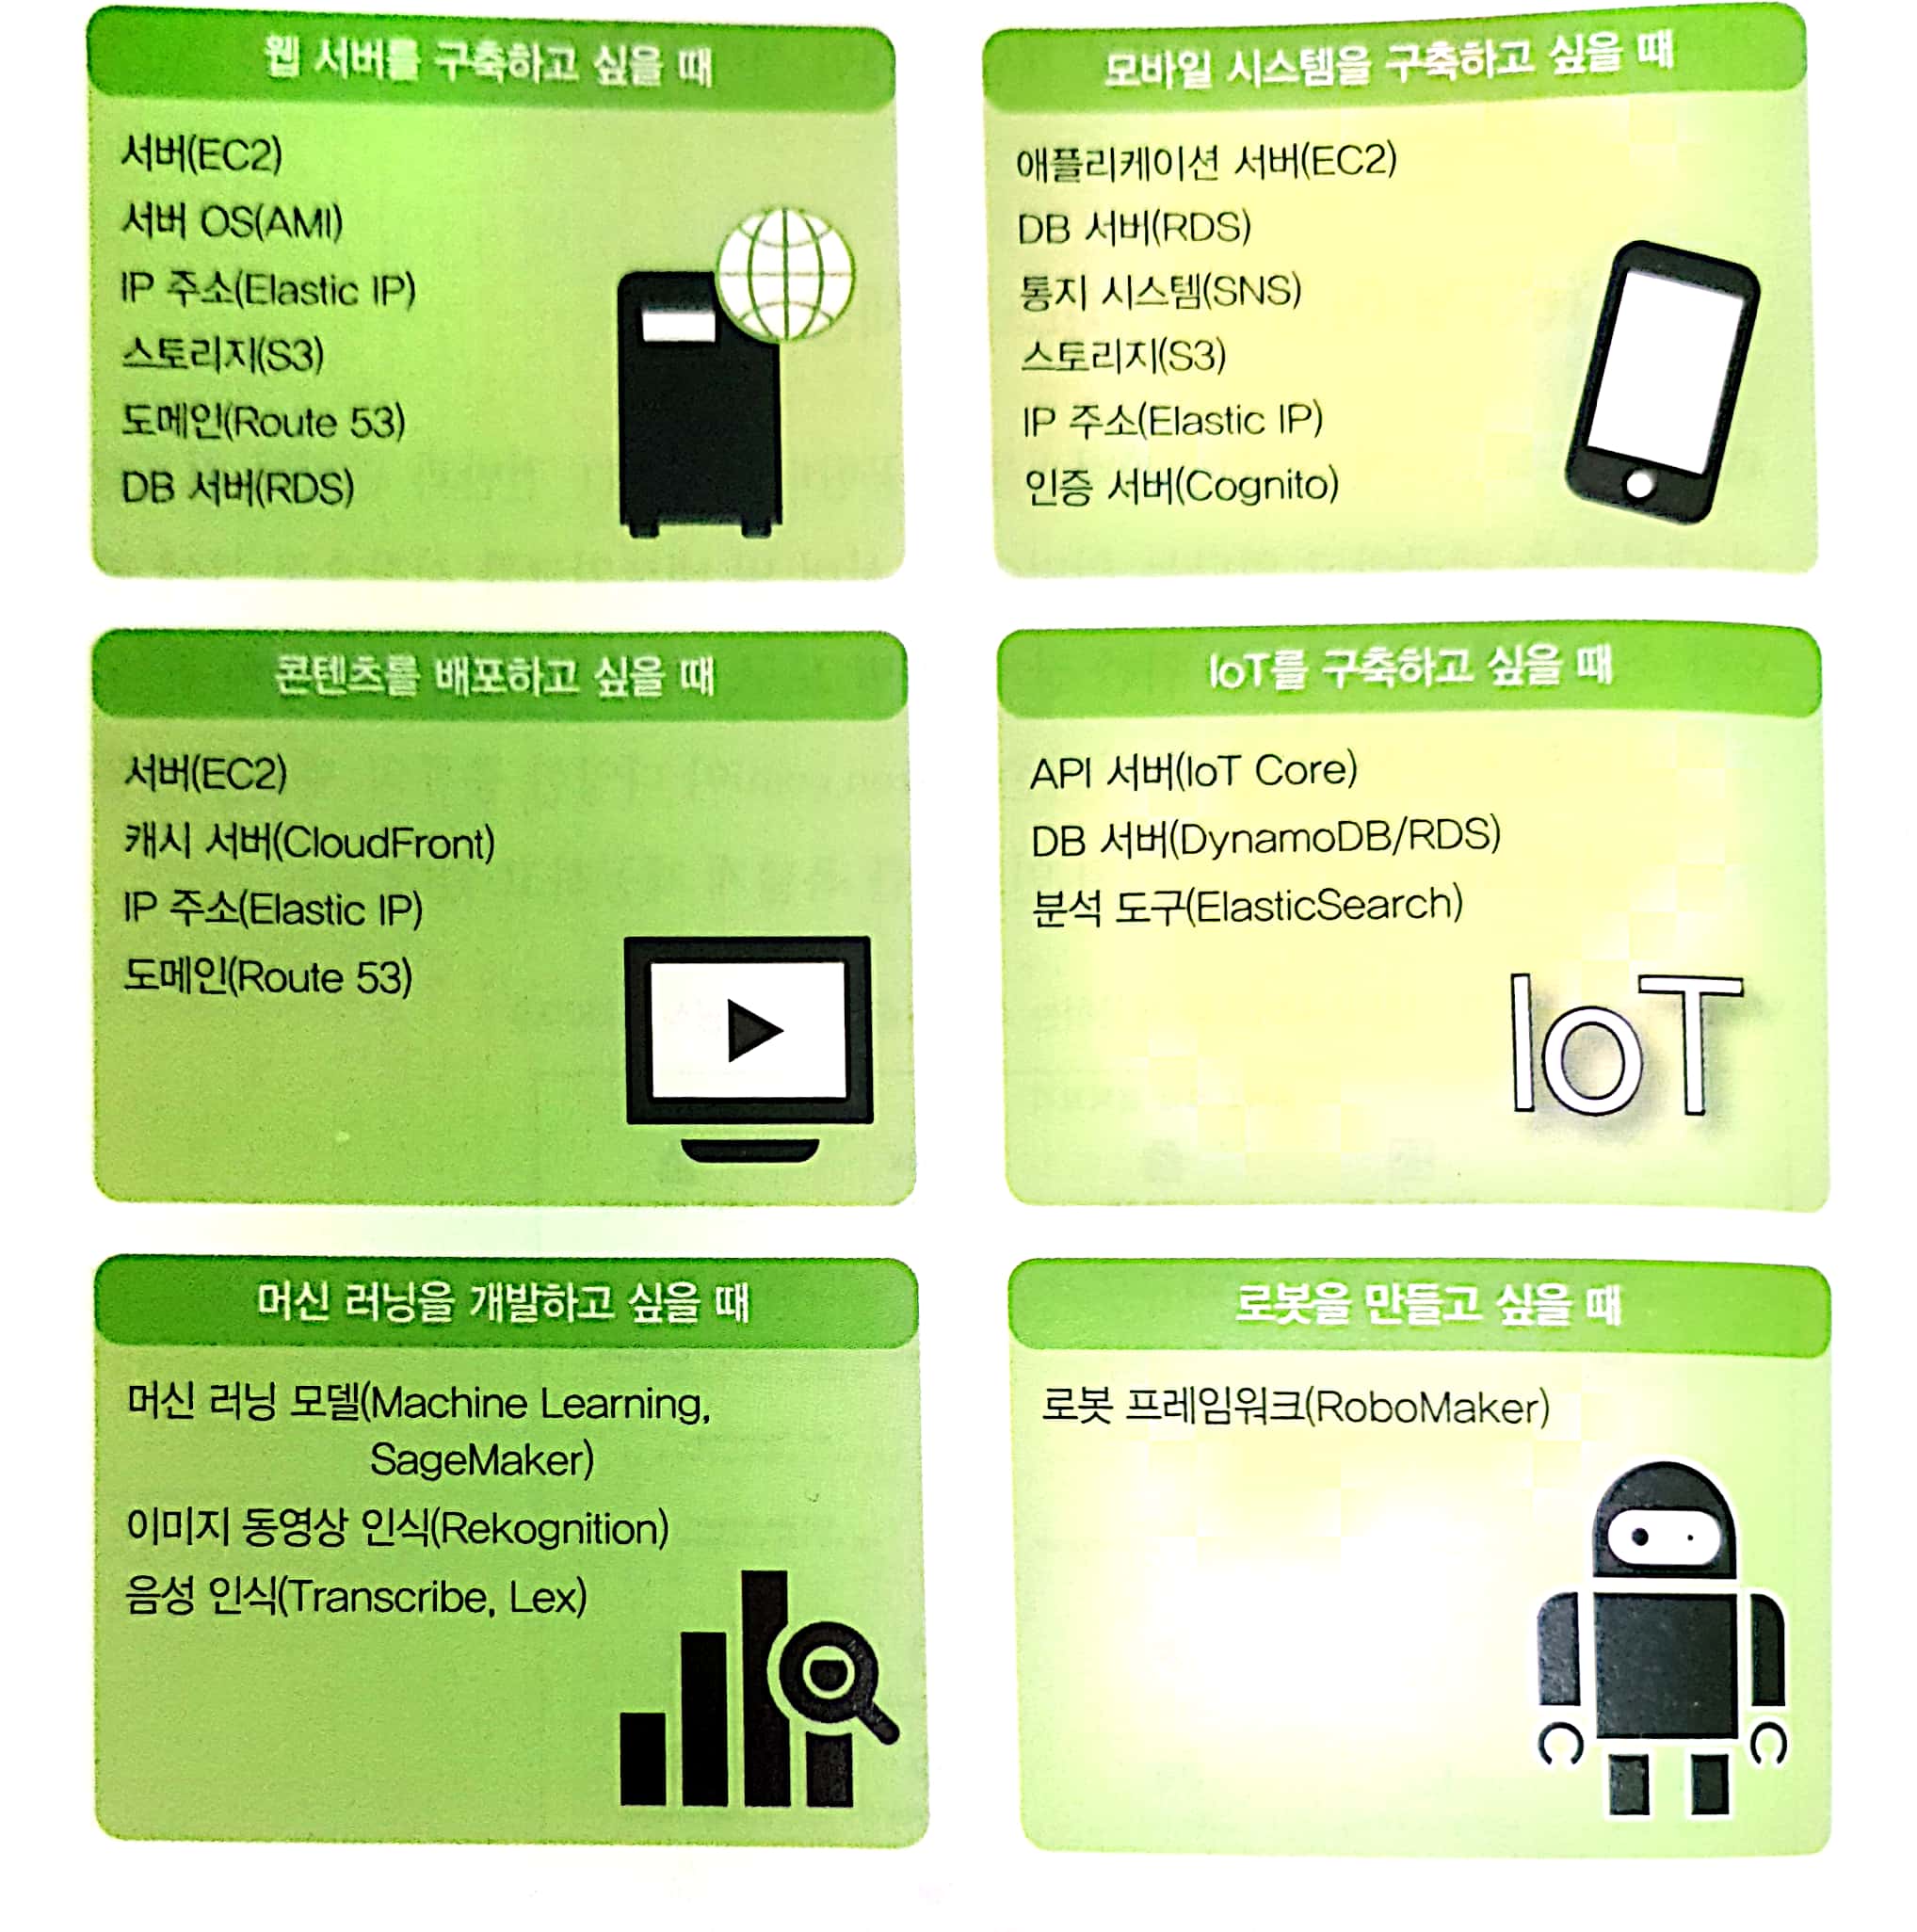 웹 서버를 구축하고 싶을 때
서버(EC2)
서버 OS(AMI)
IP 주소(Elastic IP)
스토리지(S3)
도메인(Route 53)
DB 서버(RDS)
모바일 시스템을 구축하고 싶을 때
애플리케이션 서버(EC2)
DB 서버(RDS)
통지 시스템(SNS)
스토리지(S3)
IP 주소(Elastic IP)
인증 서버(Cognito)
콘텐츠를 배포하고 싶을 때
서버(EC2)
캐시 서버(CloudFront)
IP 주소(Elastic IP)
도메인(Route 53)
IoT를 구축하고 싶을 때
API 서버(IoT Core)
DB 서버(DynamoDB/RDS)
분석 도구(ElasticSearch)
IoT
머신 러닝을 개발하고 싶을 때
머신 러닝 모델(Machine Learning,
SageMaker)
이미지 동영상 인식(Rekognition)
음성 인식(Transcribe, Lex)
로봇을 만들고 싶을 때
로봇 프레임워크(RoboMaker)